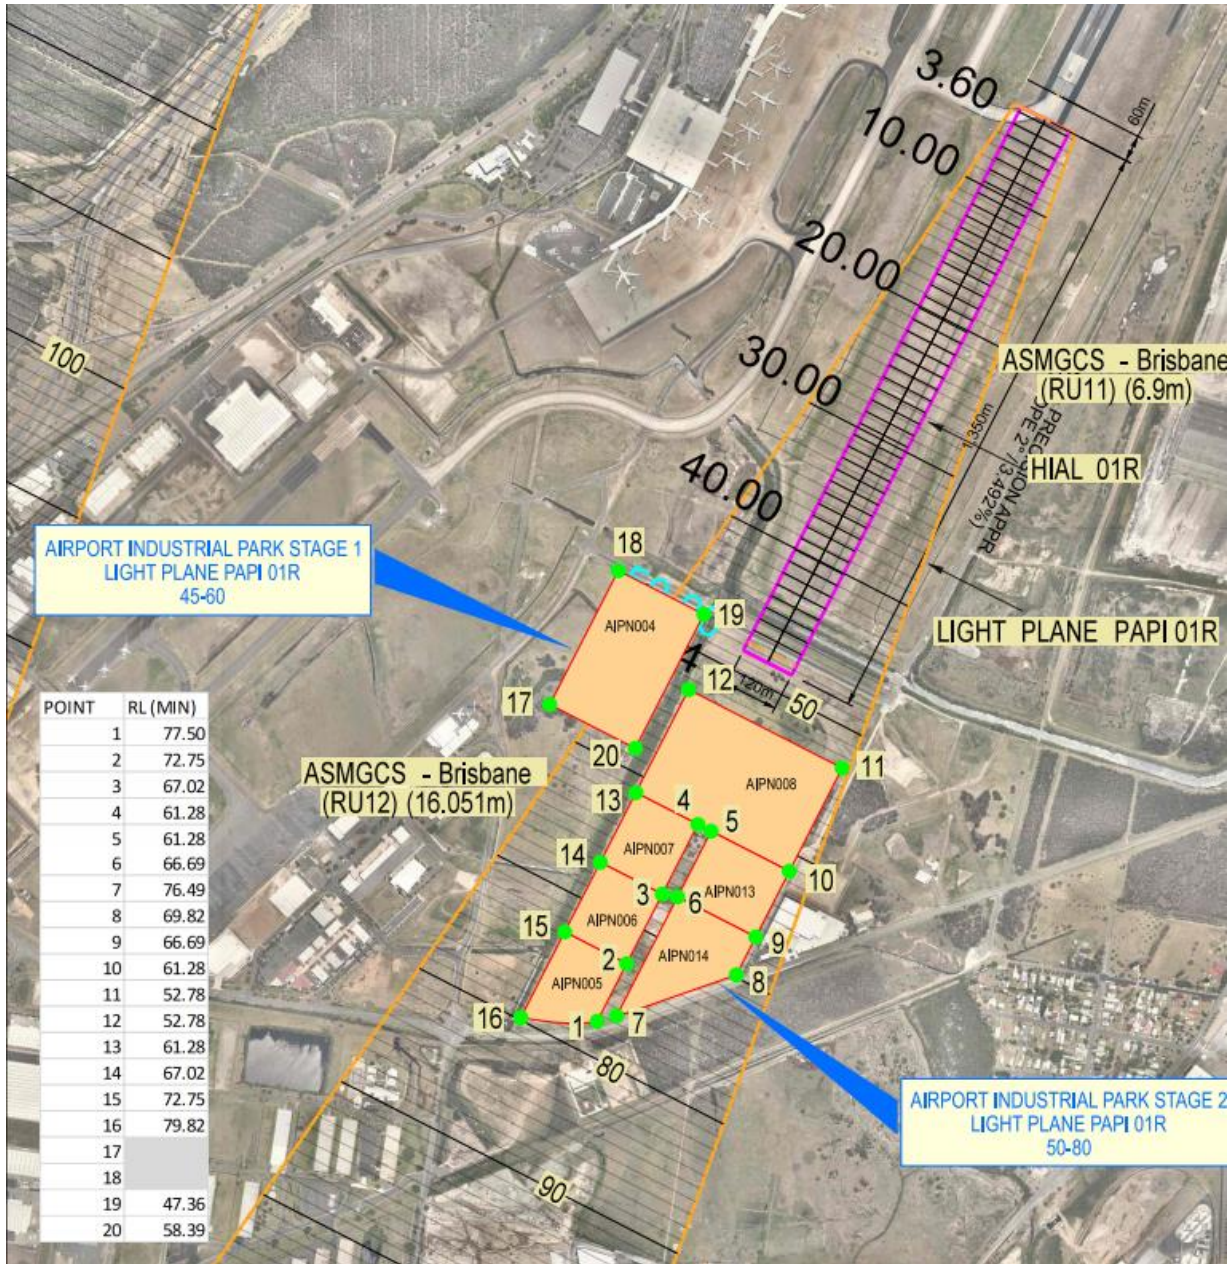 3.60
10.00
60m
20.00
30.00
ASMGCS - Brisbane
(RU11) (6.9m)
1,350m
HIAL 01R
100
40.00
AIRPORT INDUSTRIAL PARK STAGE 1
LIGHT PLANE PAPI 01R
45-60
18
19
AIPN004
LIGHT PLANE PAPI 01R
4
12
120m
50
17
20
11
ASMGCS - Brisbane
(RU12) (16.051m)
AIPN008
13
4
5
14
AIPN007
10
3
6
AIPN013
15
AIPN006
9
2
AIPN014
8
AIPN005
16
1
7
80
90
POINT RL (MIN)
1 77.50
2 72.75
3 67.02
4 61.28
5 61.28
6 66.69
7 76.49
8 69.82
9 66.69
10 61.28
11 52.78
12 52.78
13 61.28
14 67.02
15 72.75
16 79.82
17
18
19 47.36
20 58.39
AIRPORT INDUSTRIAL PARK STAGE 2
LIGHT PLANE PAPI 01R
50-80